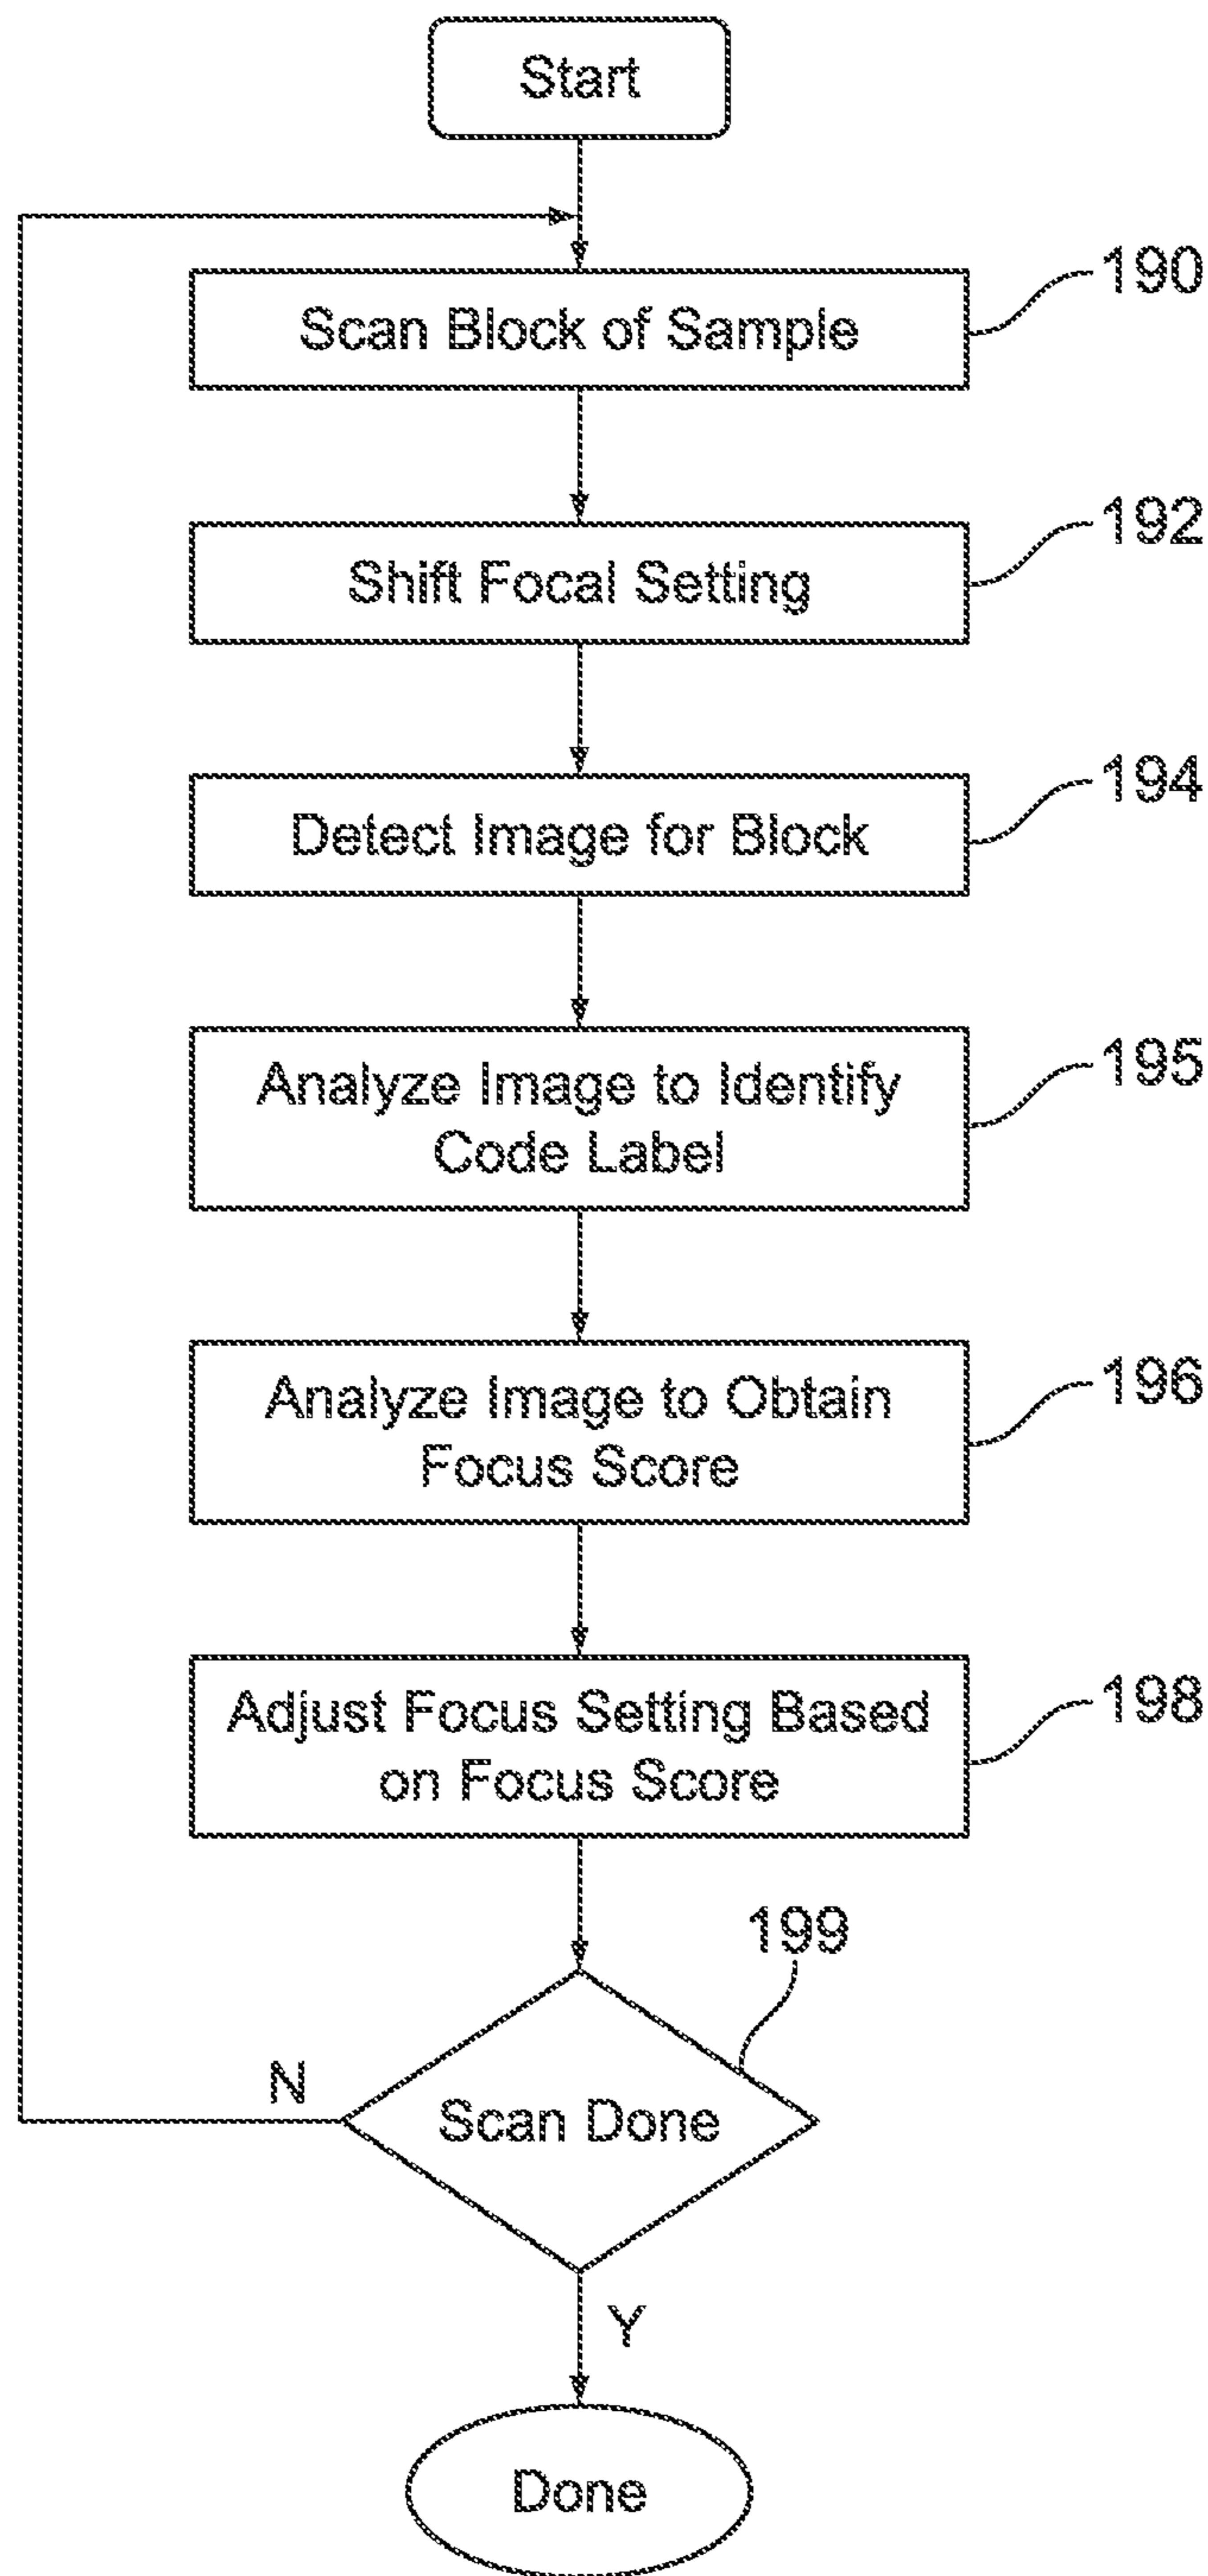 Start
190
Scan Block of Sample
192
Shift Focal Setting
194
Detect Image for Block
195
Analyze Image to Identify
Code Label
196
Analyze Image to Obtain
Focus Score
198
Adjust Focus Setting Based
on Focus Score
199
N
Scan Done
Y
Done